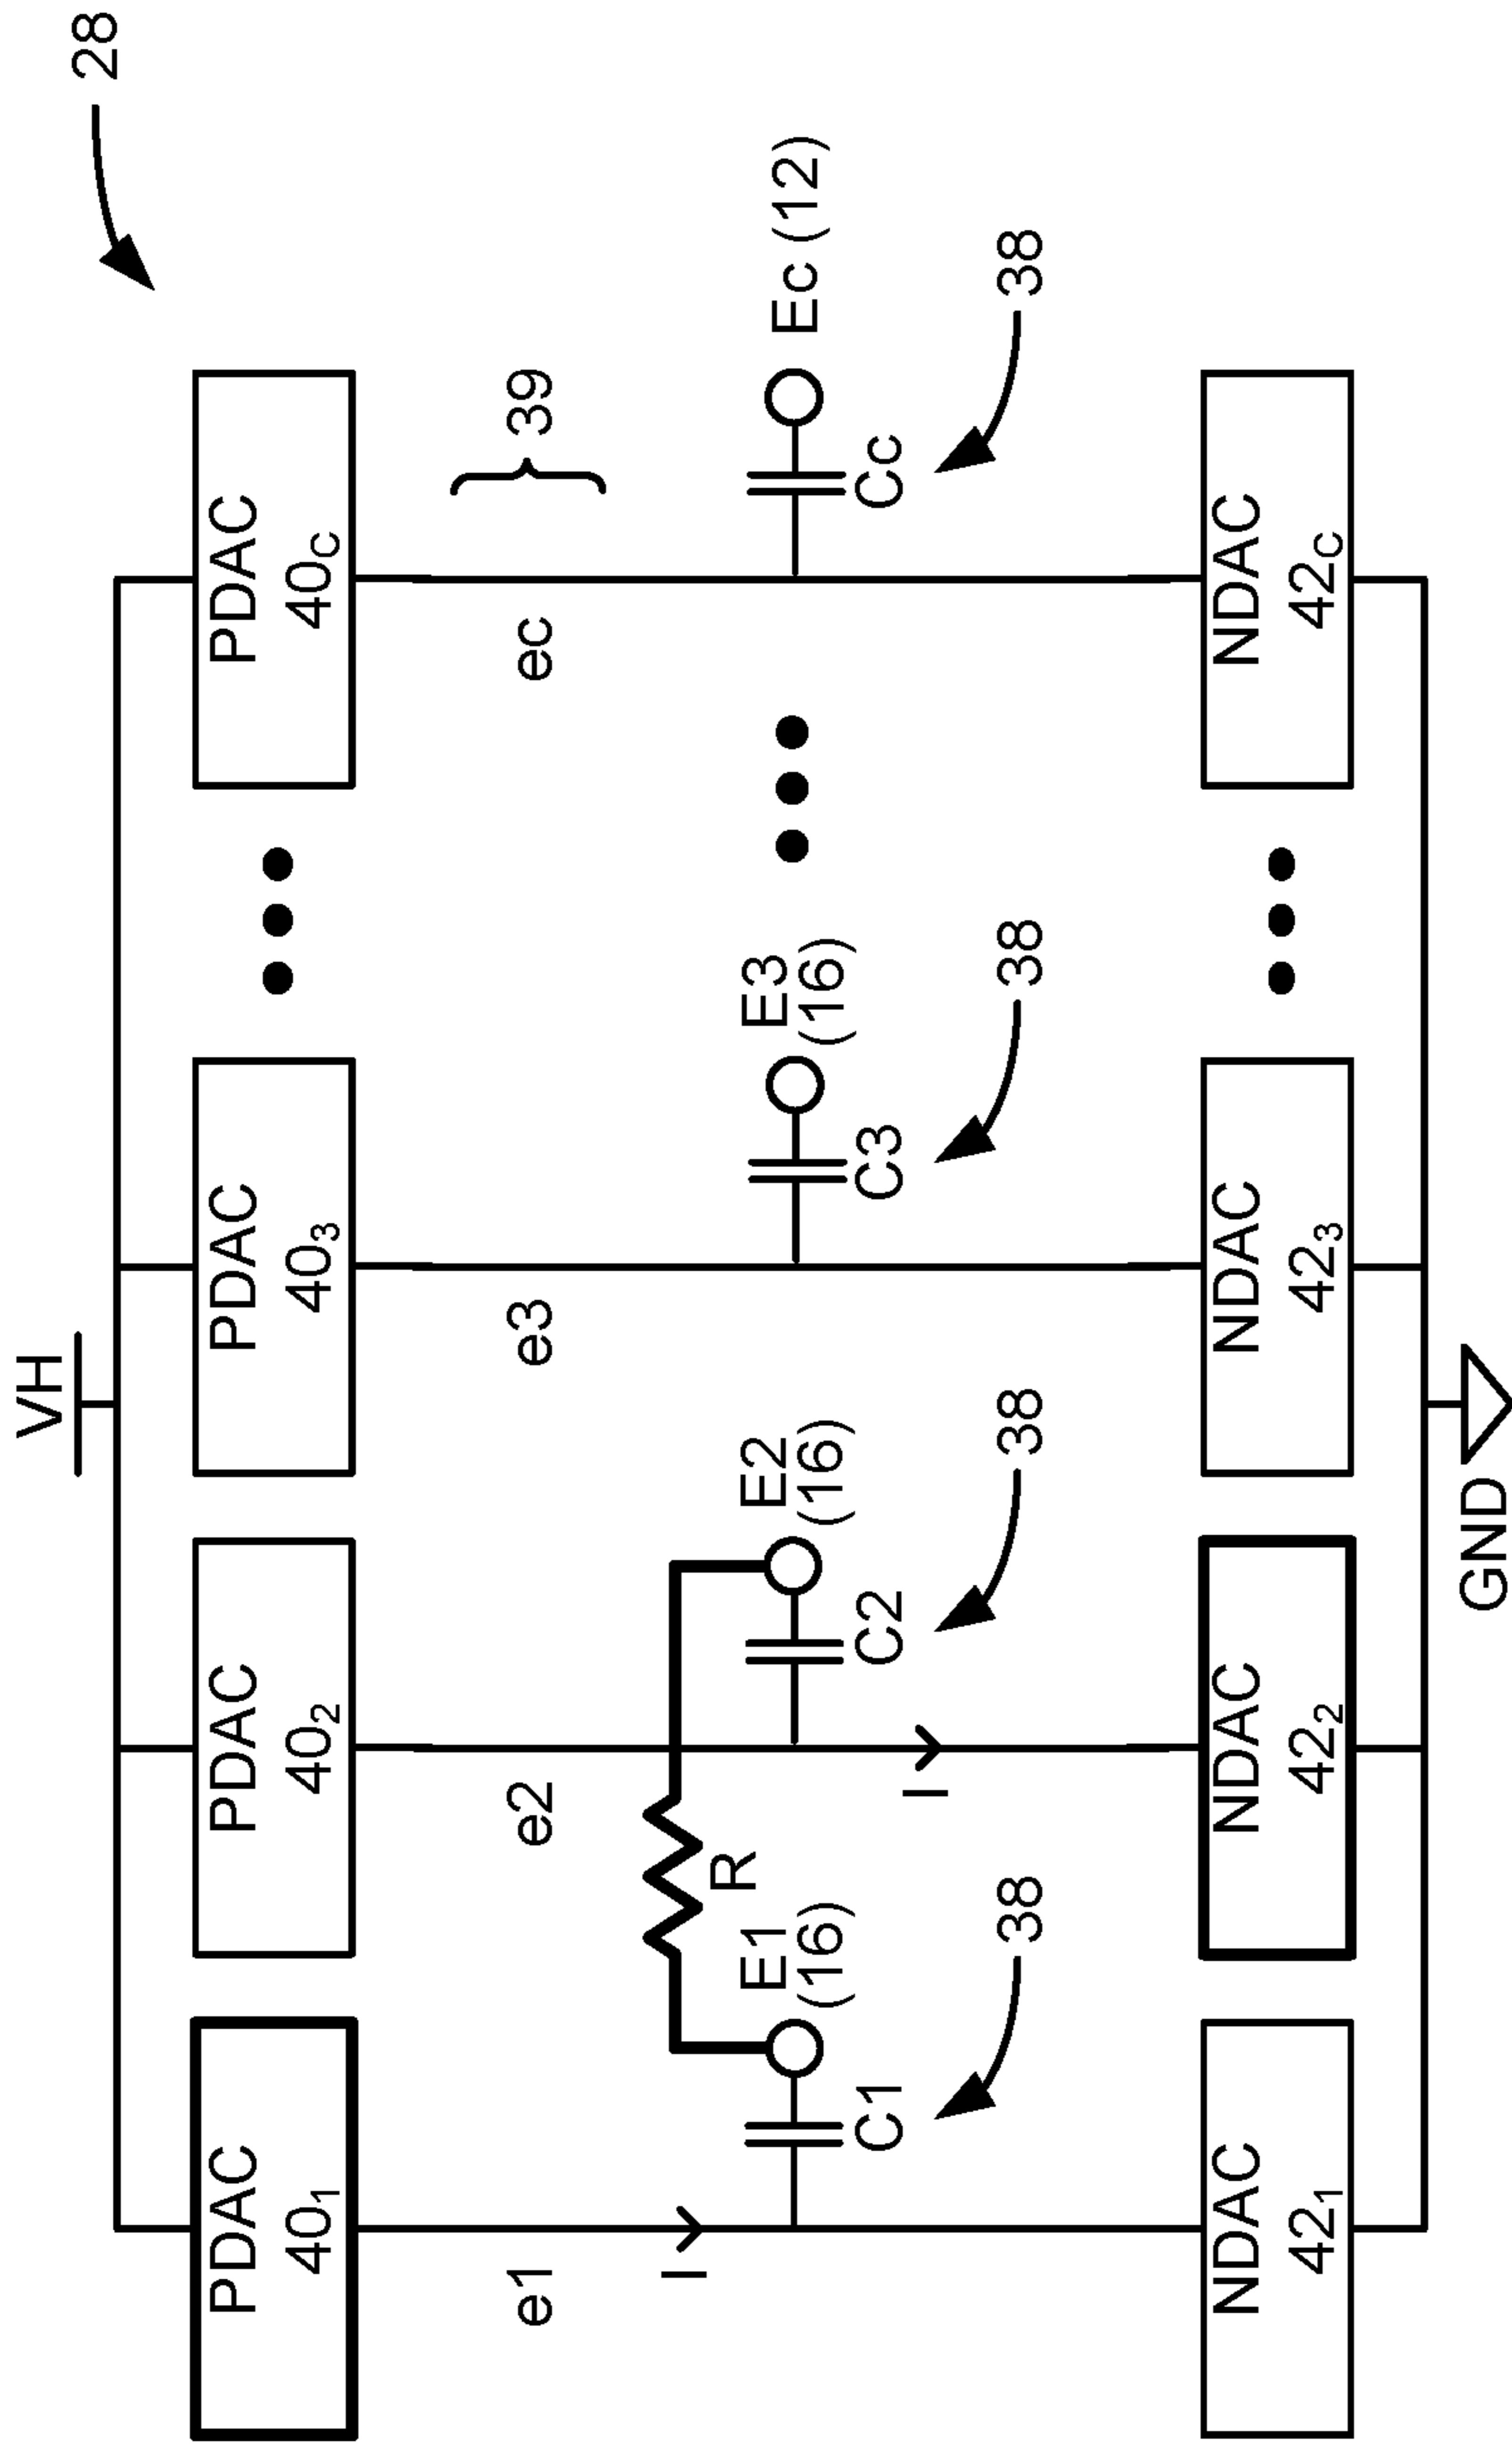 28
VH
PDAC
40₁
PDAC
40₂
PDAC
40₃
PDAC
40C
e1
e2
e3
ec
39
I
R
E1
(16)
E2
(16)
E3
(16)
Ec (12)
C1
C2
C3
Cc
I
38
38
38
38
NDAC
42₁
NDAC
42₂
NDAC
42₃
NDAC
42C
GND